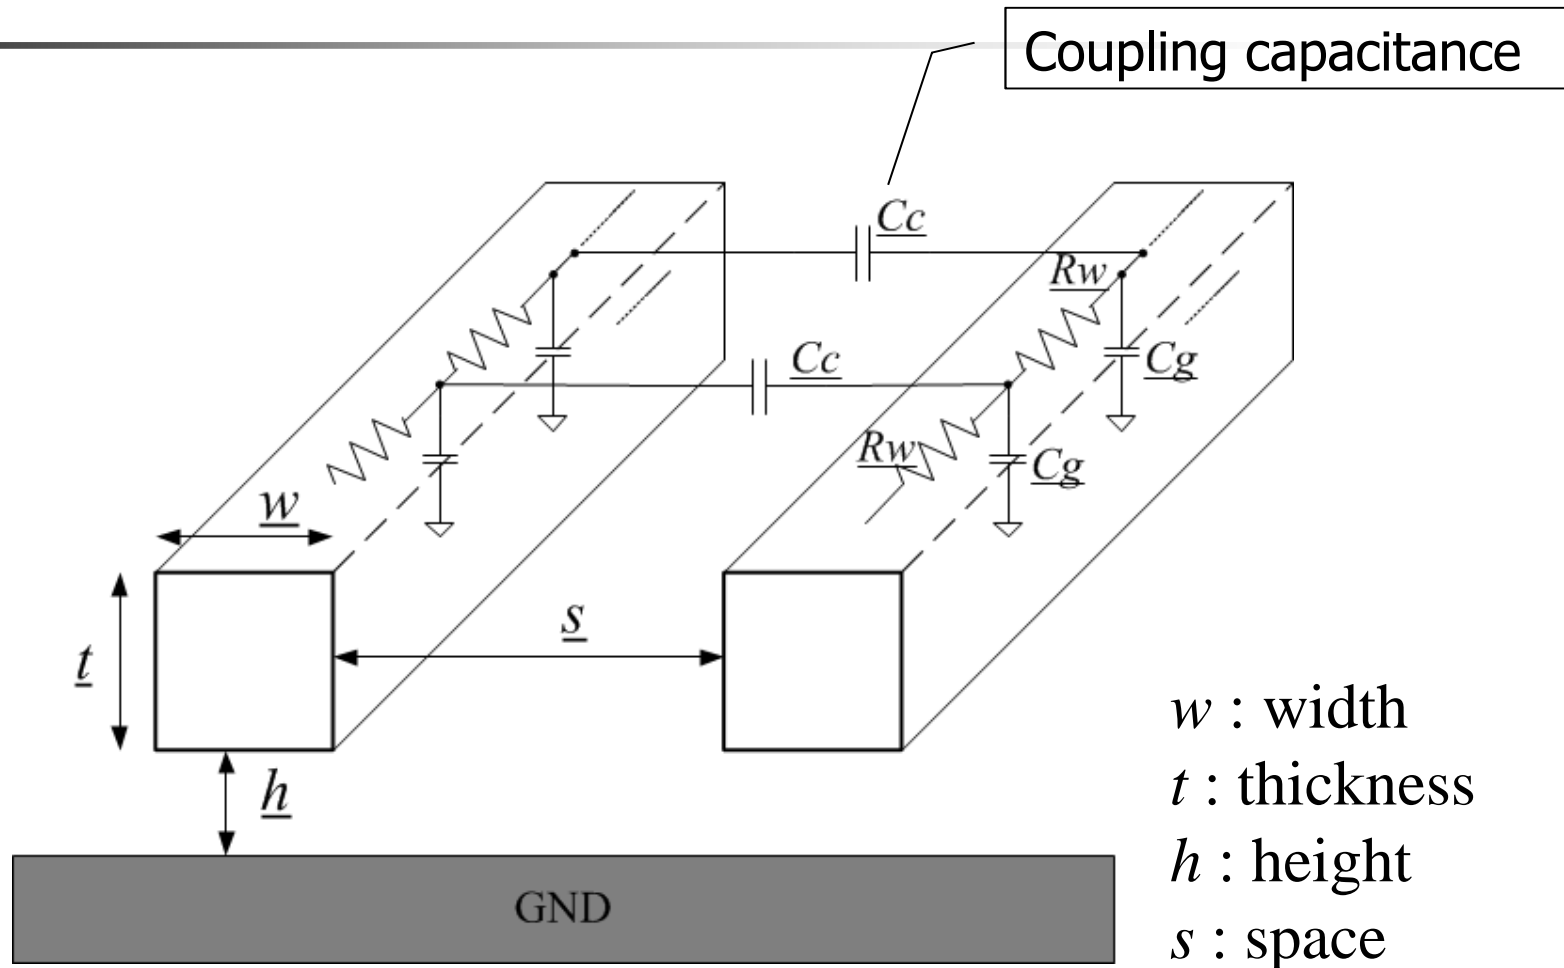 Coupling capacitance
Cc
Rw
Cc
Cg
Rw
Cg
w
s
t
h
GND
w : width
t : thickness
h : height
s : space